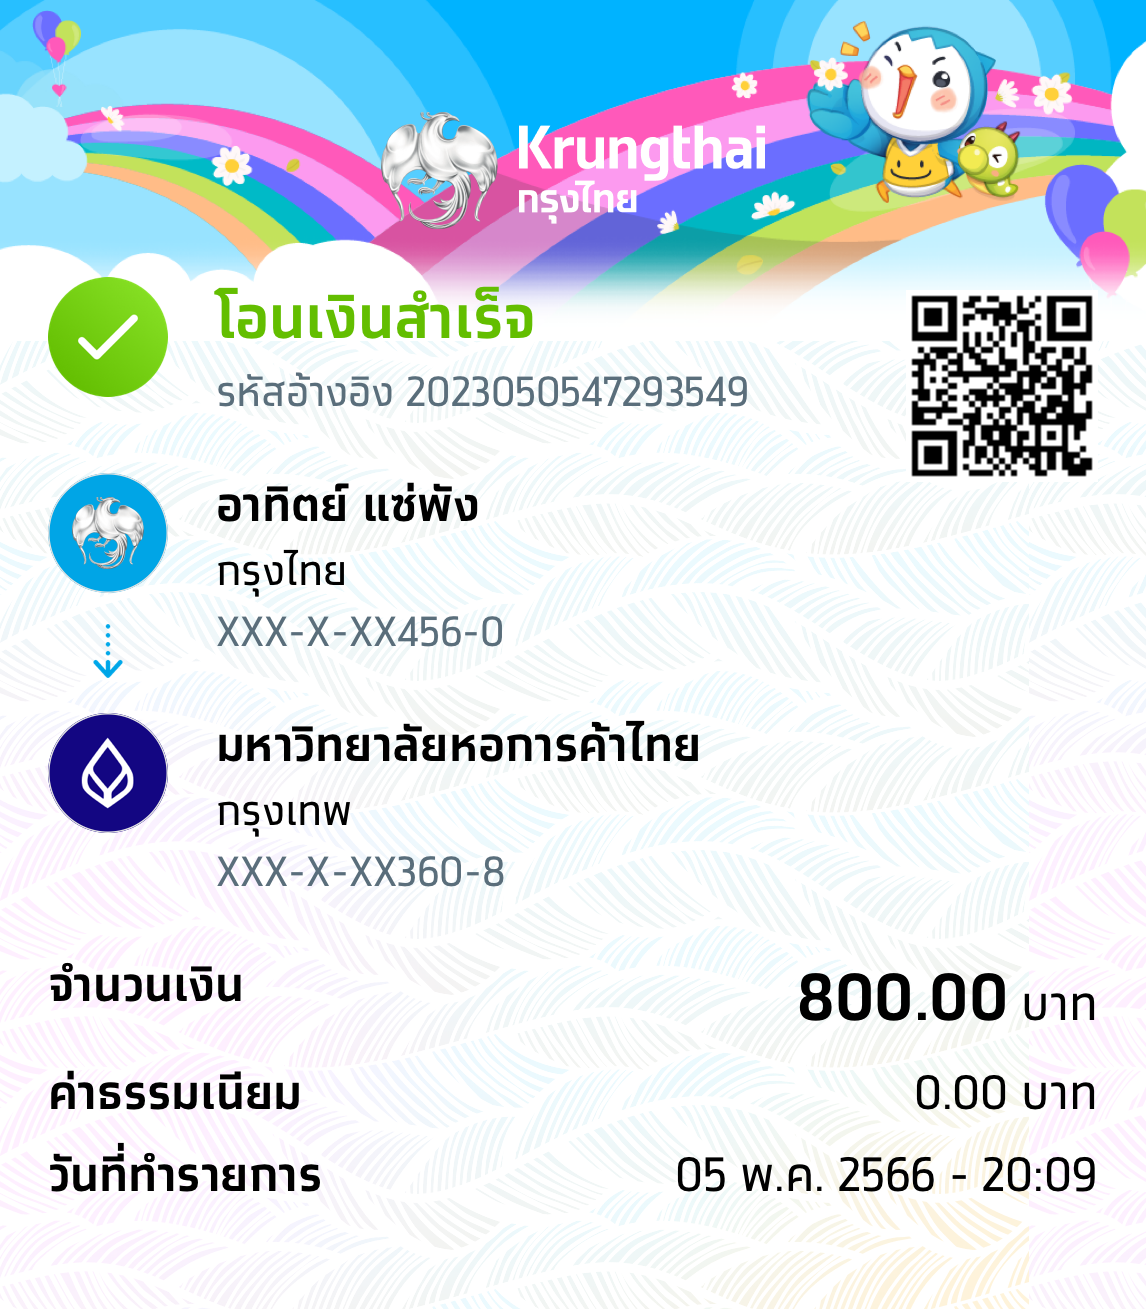 Krungthai
กรุงไทย
โอนเงินสำเร็จ
รหัสอ้างอิง 2023050547293549
อาทิตย์ แซ่พัง
กรุงไทย
XXX-X-XX456-0
มหาวิทยาลัยหอการค้าไทย
กรุงเทพ
XXX-X-XX360-8
จำนวนเงิน 800.00 บาท
ค่าธรรมเนียม 0.00 บาท
วันที่ทำรายการ 05 พ.ค. 2566 - 20:09